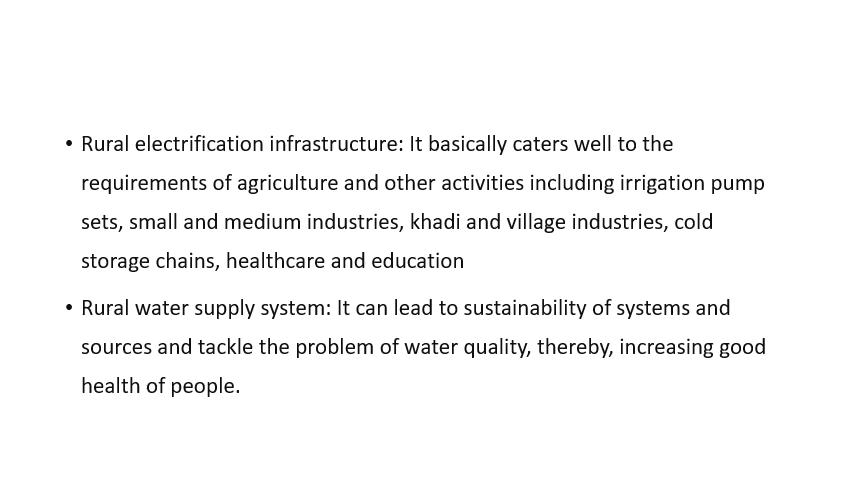 • Rural electrification infrastructure: It basically caters well to the
requirements of agriculture and other activities including irrigation pump
sets, small and medium industries, khadi and village industries, cold
storage chains, healthcare and education
• Rural water supply system: It can lead to sustainability of systems and
sources and tackle the problem of water quality, thereby, increasing good
health of people.